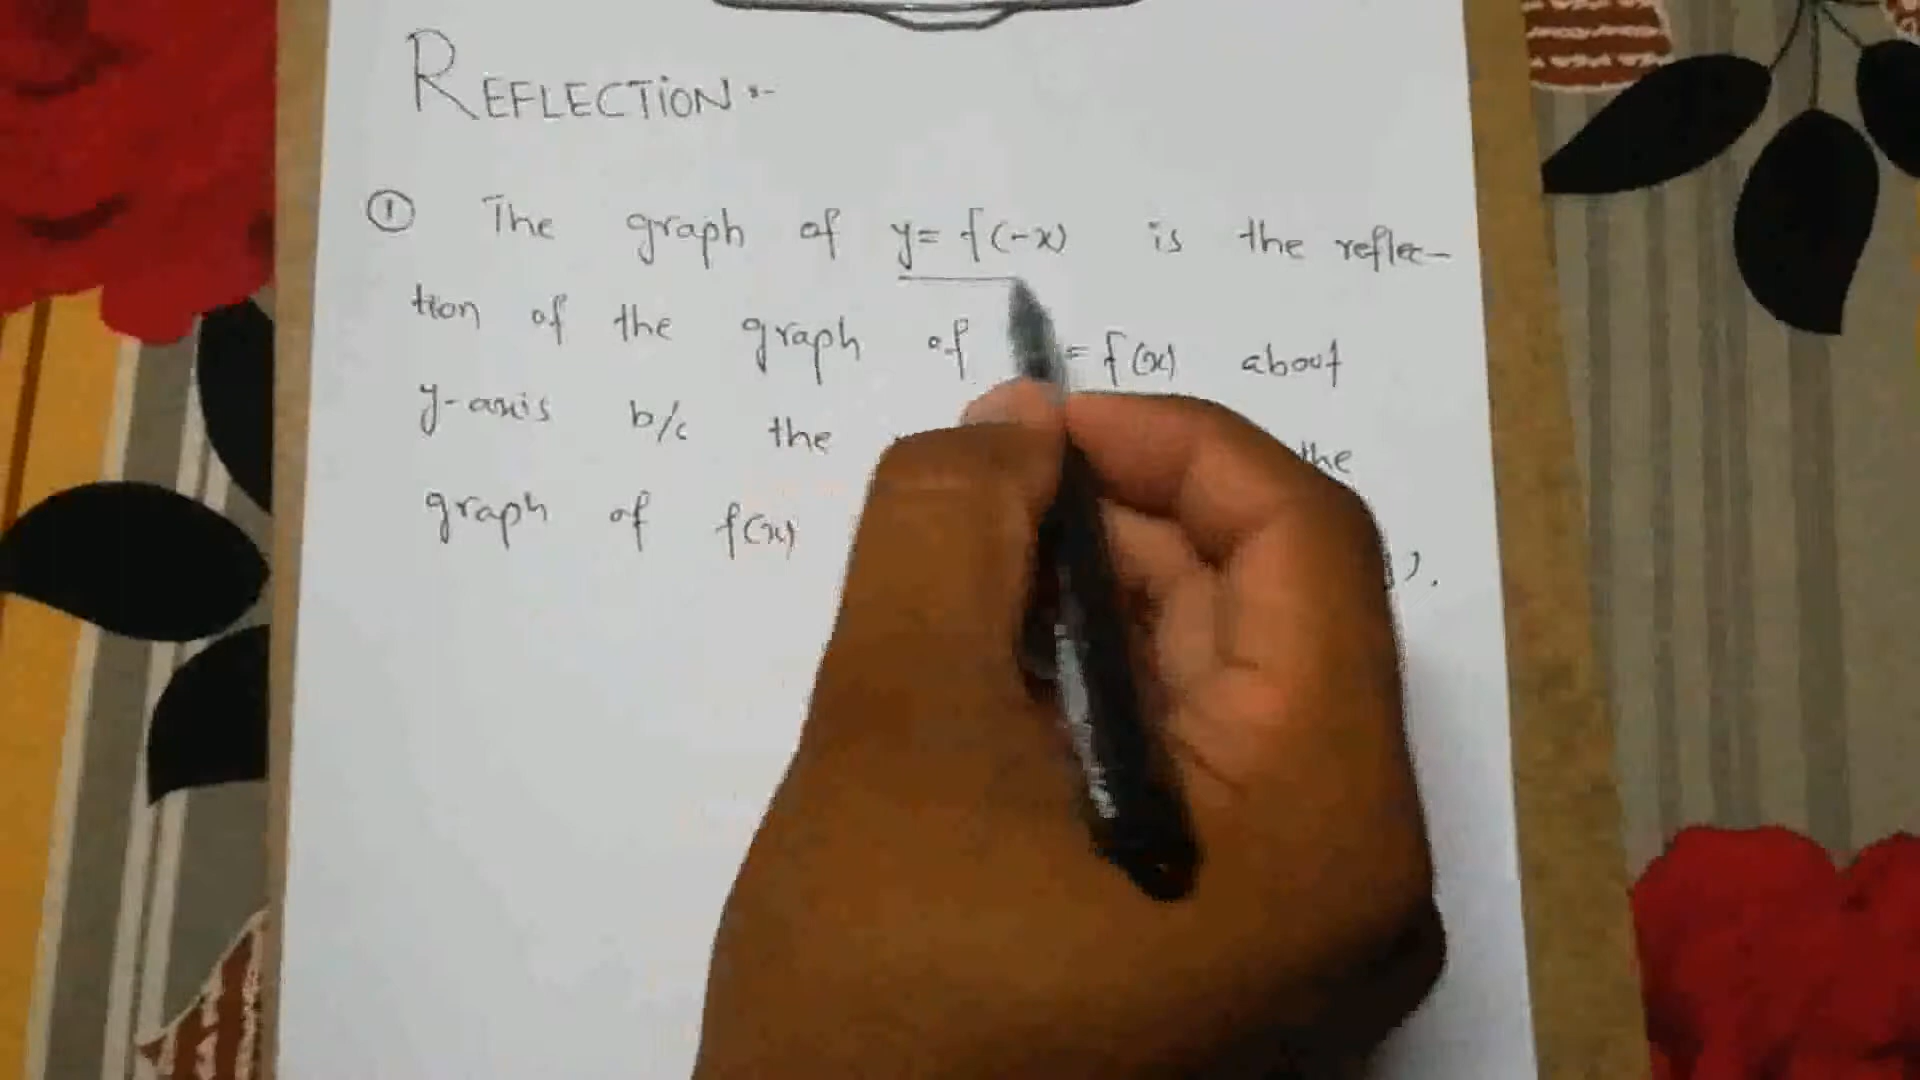 REFLECTION :-
① The graph of y = f(-x) is the reflec-
tion of the graph of = f(x) about
y-axis b/c the the
graph of f(x) ).